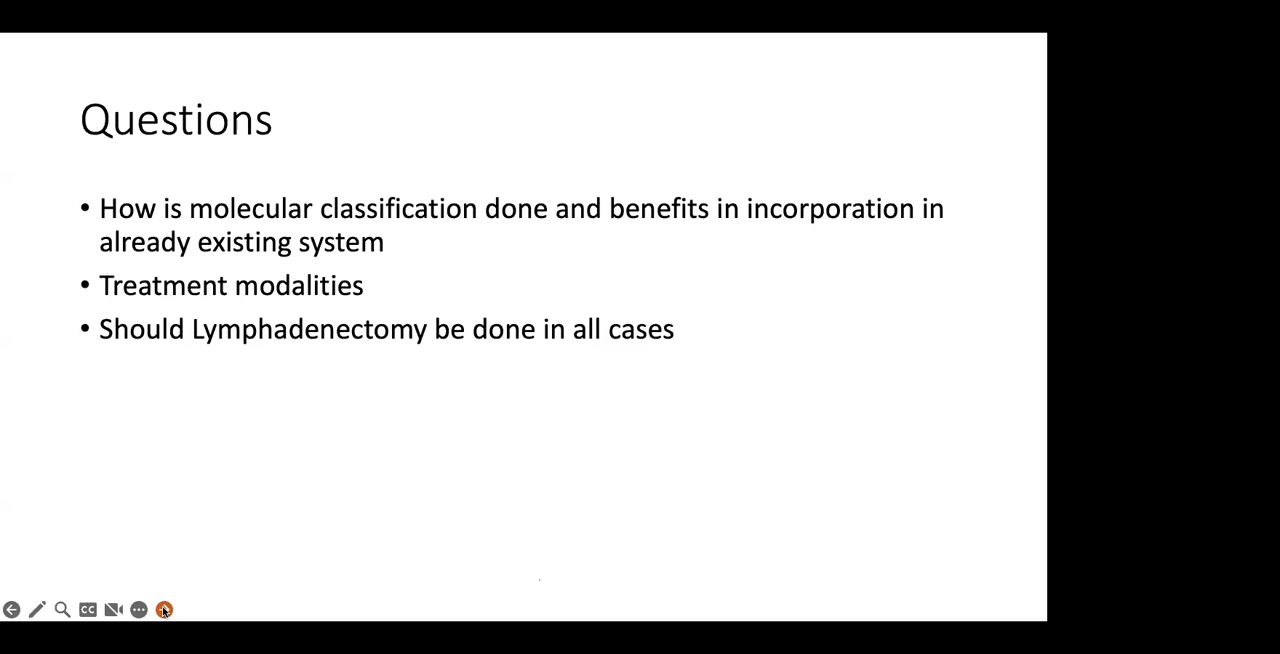 Questions
• How is molecular classification done and benefits in incorporation in
already existing system
• Treatment modalities
• Should Lymphadenectomy be done in all cases
CC